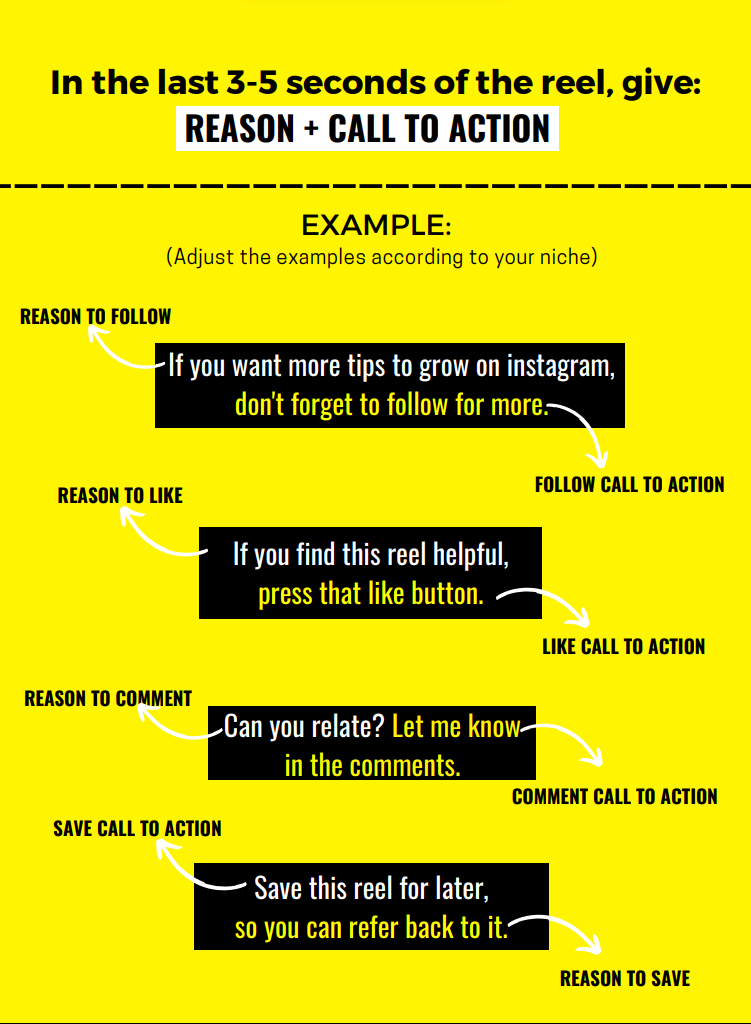 In the last 3-5 seconds of the reel, give:
REASON + CALL TO ACTION
EXAMPLE:
(Adjust the examples according to your niche)
REASON TO FOLLOW
If you want more tips to grow on instagram,
don't forget to follow for more.
FOLLOW CALL TO ACTION
REASON TO LIKE
If you find this reel helpful,
press that like button.
LIKE CALL TO ACTION
REASON TO COMMENT
Can you relate? Let me know
in the comments.
COMMENT CALL TO ACTION
SAVE CALL TO ACTION
Save this reel for later,
so you can refer back to it.
REASON TO SAVE